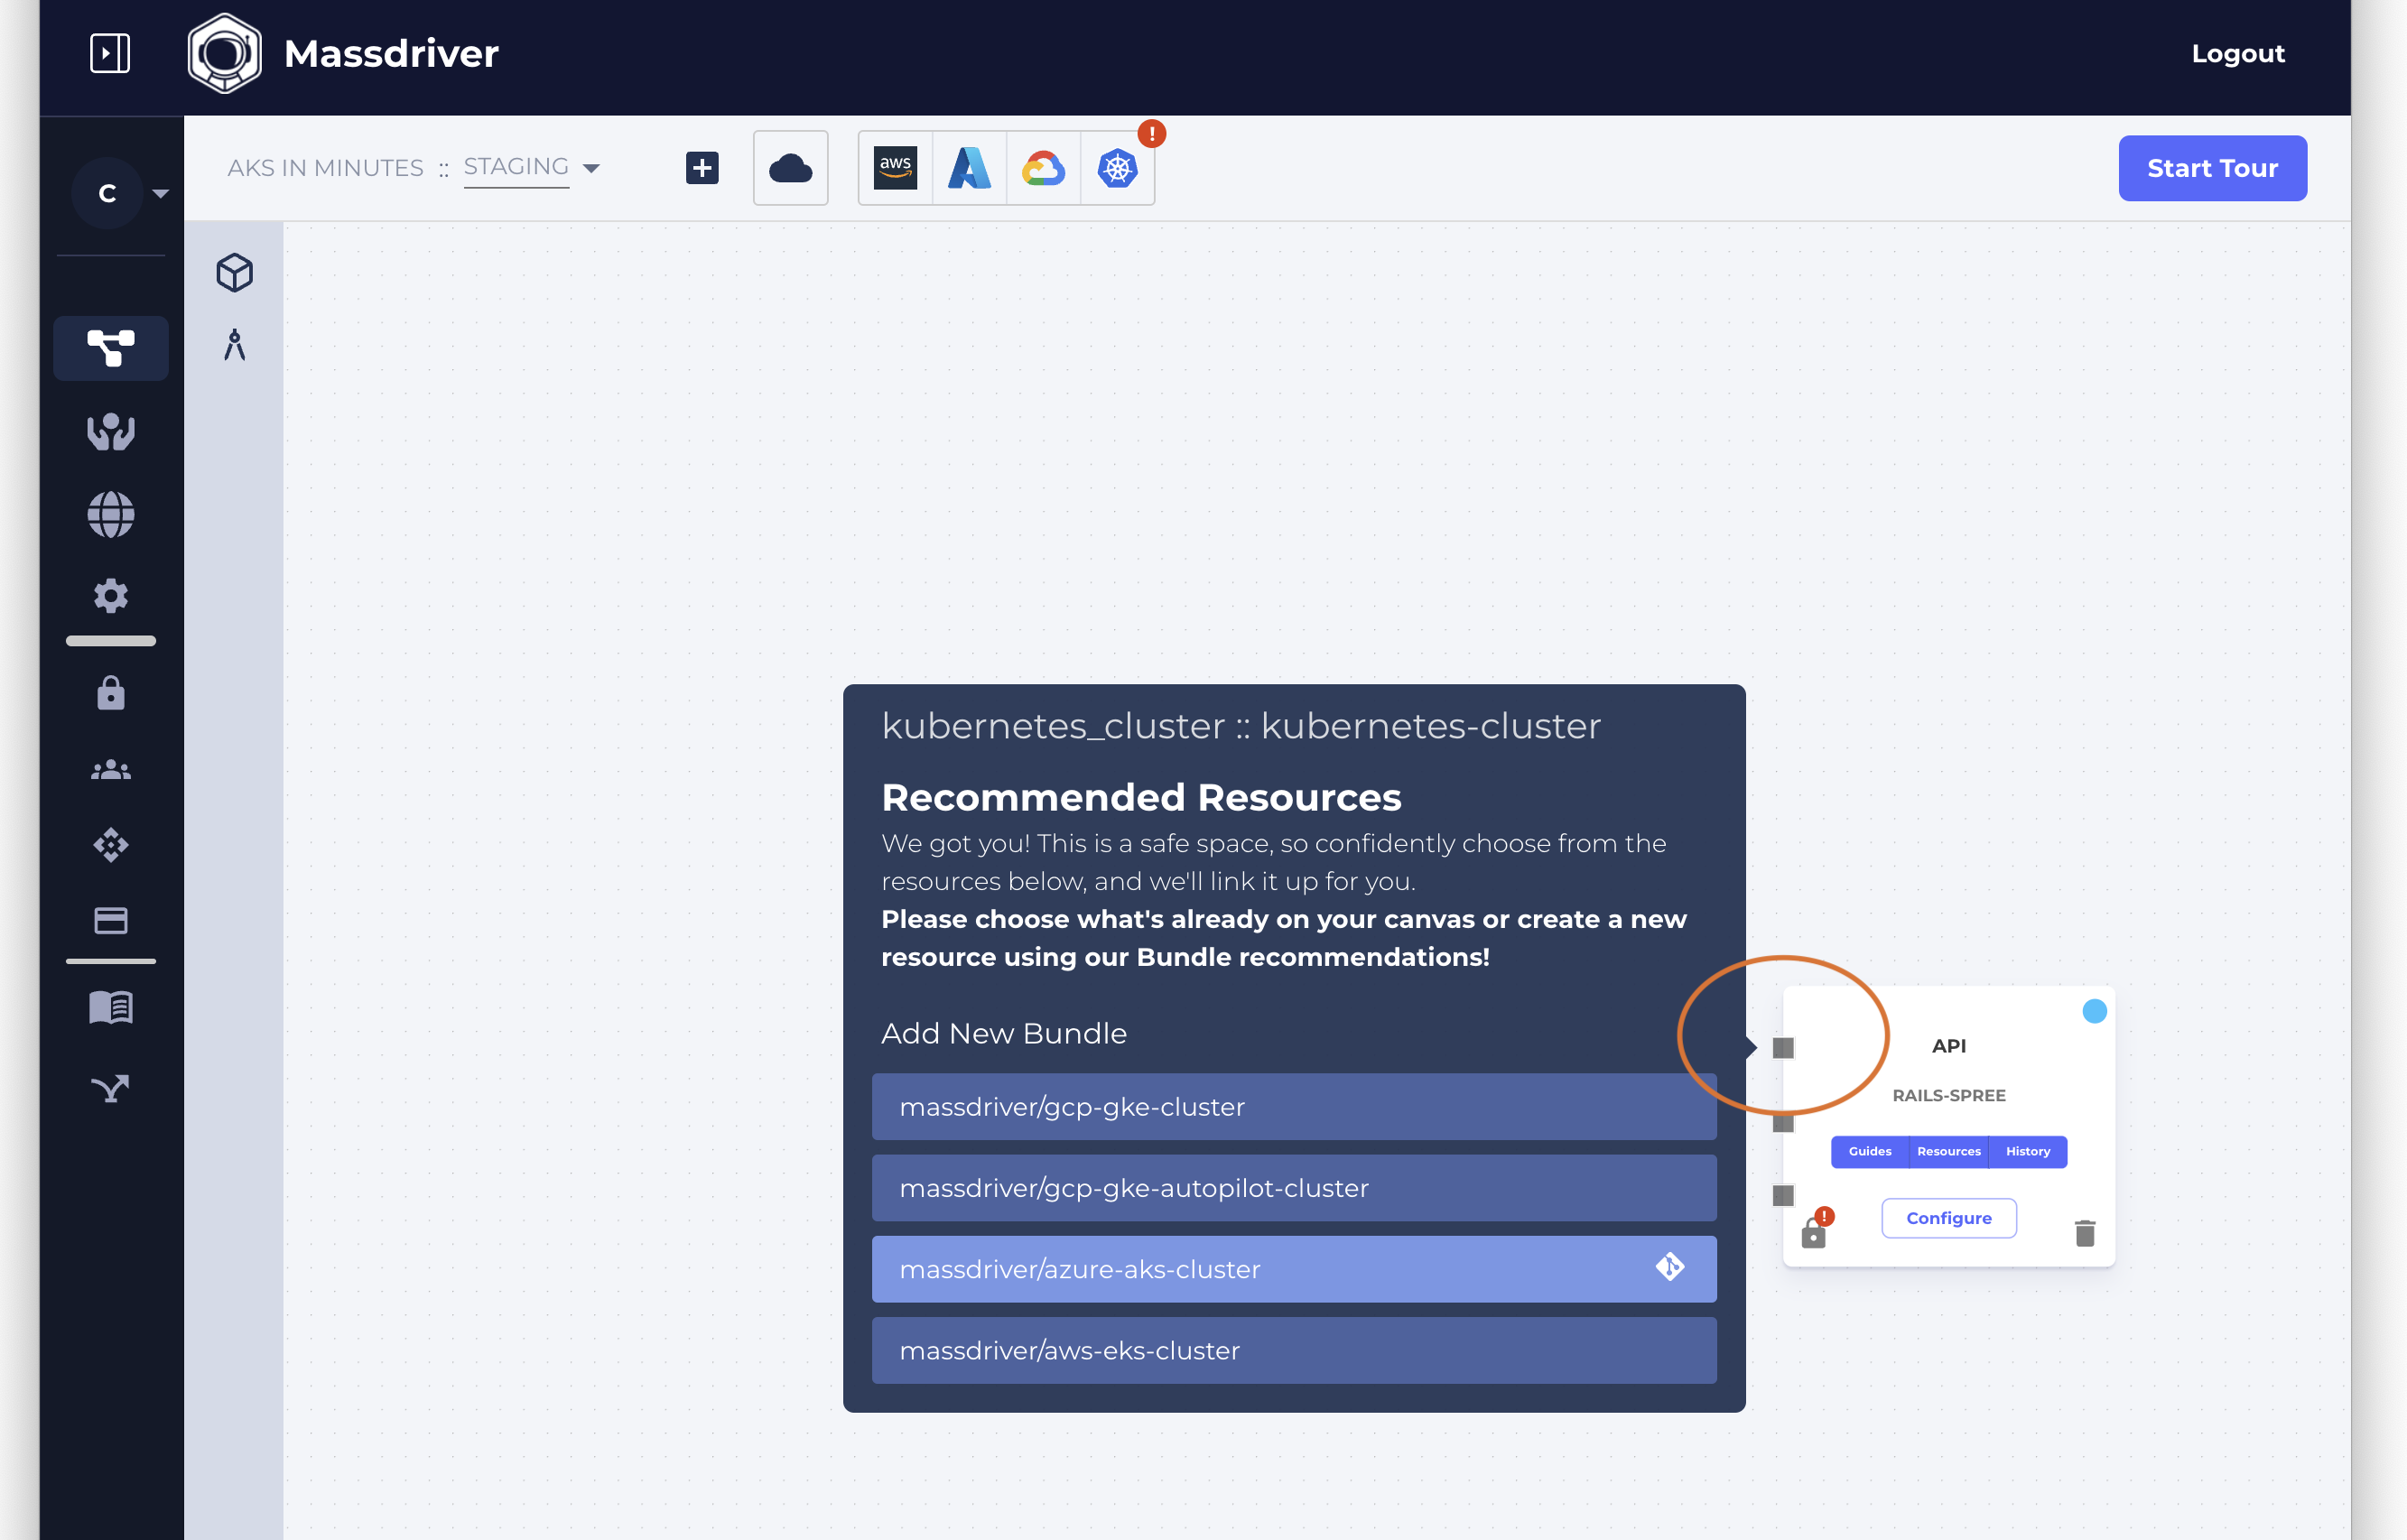 Massdriver
Logout
C
AKS IN MINUTES :: STAGING
aws
!
Start Tour
kubernetes_cluster :: kubernetes-cluster
Recommended Resources
We got you! This is a safe space, so confidently choose from the
resources below, and we'll link it up for you.
Please choose what's already on your canvas or create a new
resource using our Bundle recommendations!
Add New Bundle
massdriver/gcp-gke-cluster
massdriver/gcp-gke-autopilot-cluster
massdriver/azure-aks-cluster
massdriver/aws-eks-cluster
API
RAILS-SPREE
Guides Resources History
!
Configure